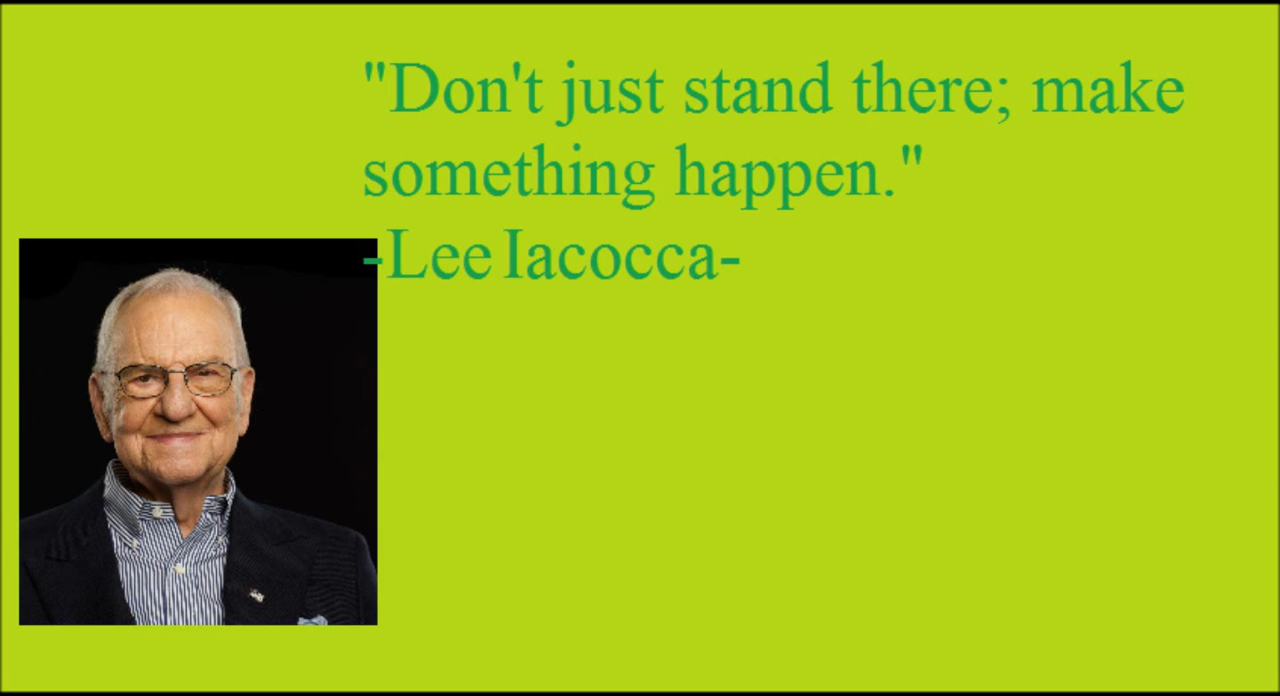 "Don't just stand there; make
something happen."
-Lee Iacocca-